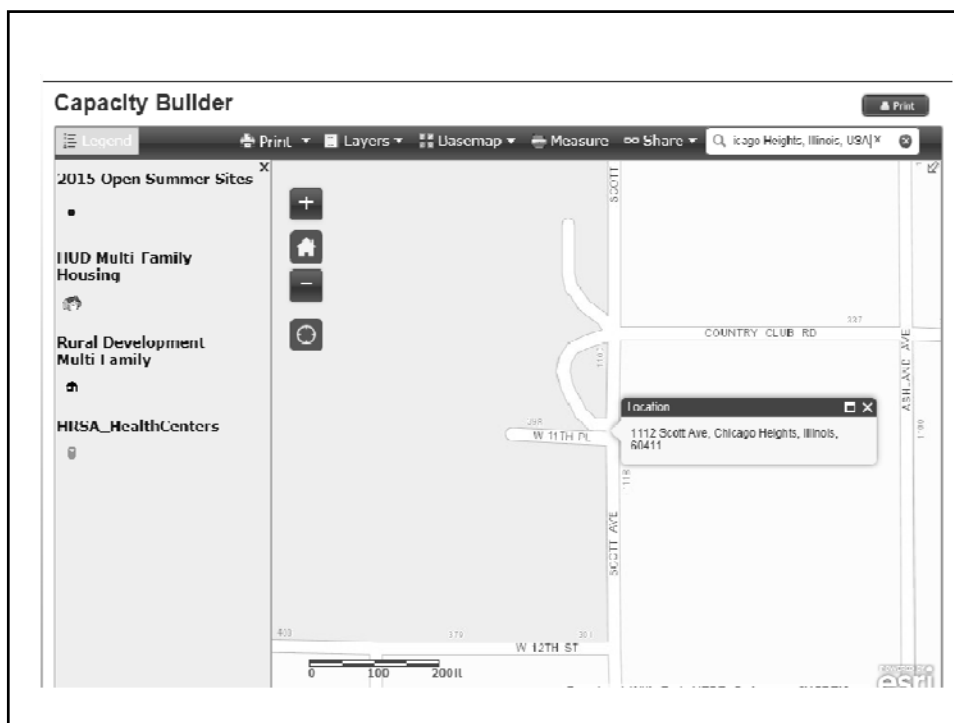 Capacity Builder
Print
Legend
Print
Layers
Basemap
Measure
Share
icago Heights, Illinois, USA
X
2015 Open Summer Sites
HUD Multi Family
Housing
Rural Development
Multi Family
HRSA_HealthCenters
SCOTT
COUNTRY CLUB RD
ASHLAND AVE
1100
W 11TH PL
Location
1112 Scott Ave, Chicago Heights, Illinois,
60411
SCOTT AVE
W 12TH ST
0 100 200ft
esri